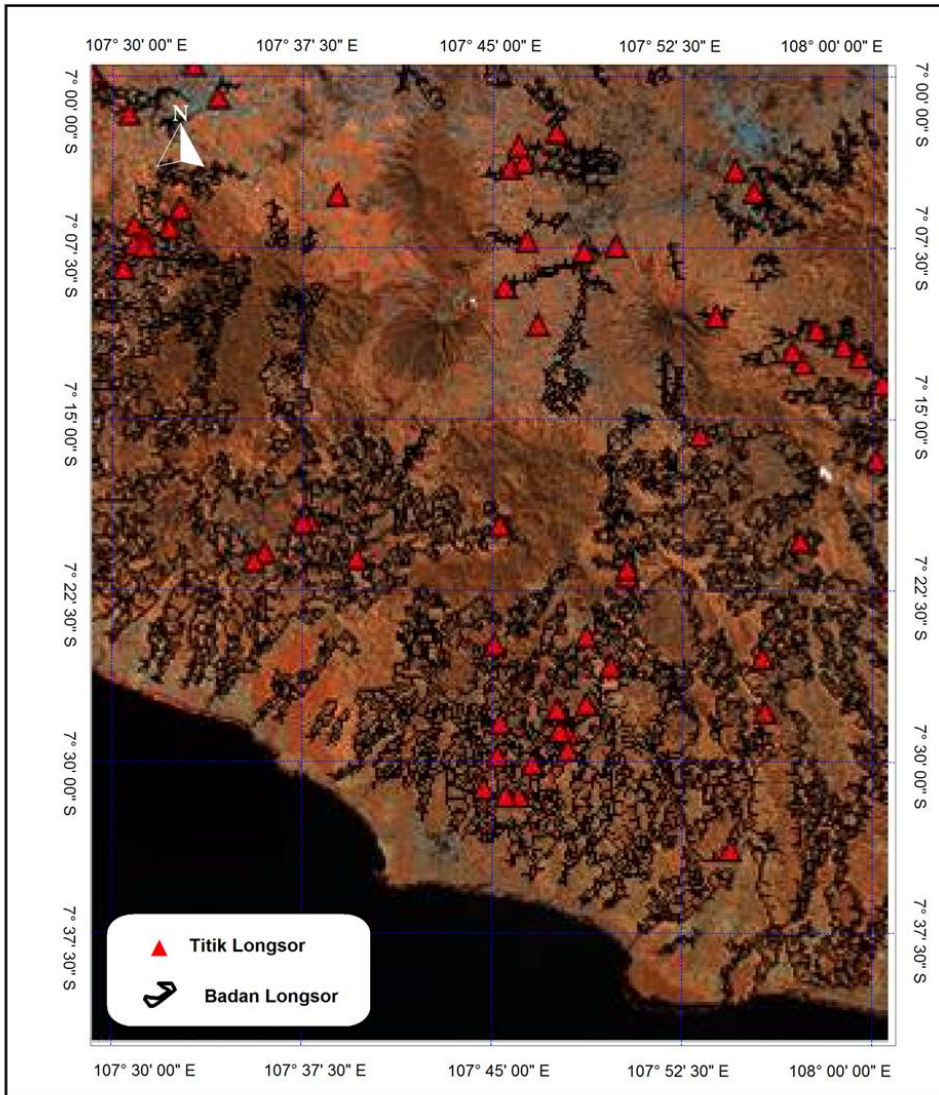 107° 30' 00" E 107° 37' 30" E 107° 45' 00" E 107° 52' 30" E 108° 00' 00" E
7° 00' 00" S 7° 00' 00" S
N
7° 07' 30" S 7° 07' 30" S
7° 15' 00" S 7° 15' 00" S
7° 22' 30" S 7° 22' 30" S
7° 30' 00" S 7° 30' 00" S
7° 37' 30" S 7° 37' 30" S
Titik Longsor
Badan Longsor
107° 30' 00" E 107° 37' 30" E 107° 45' 00" E 107° 52' 30" E 108° 00' 00" E